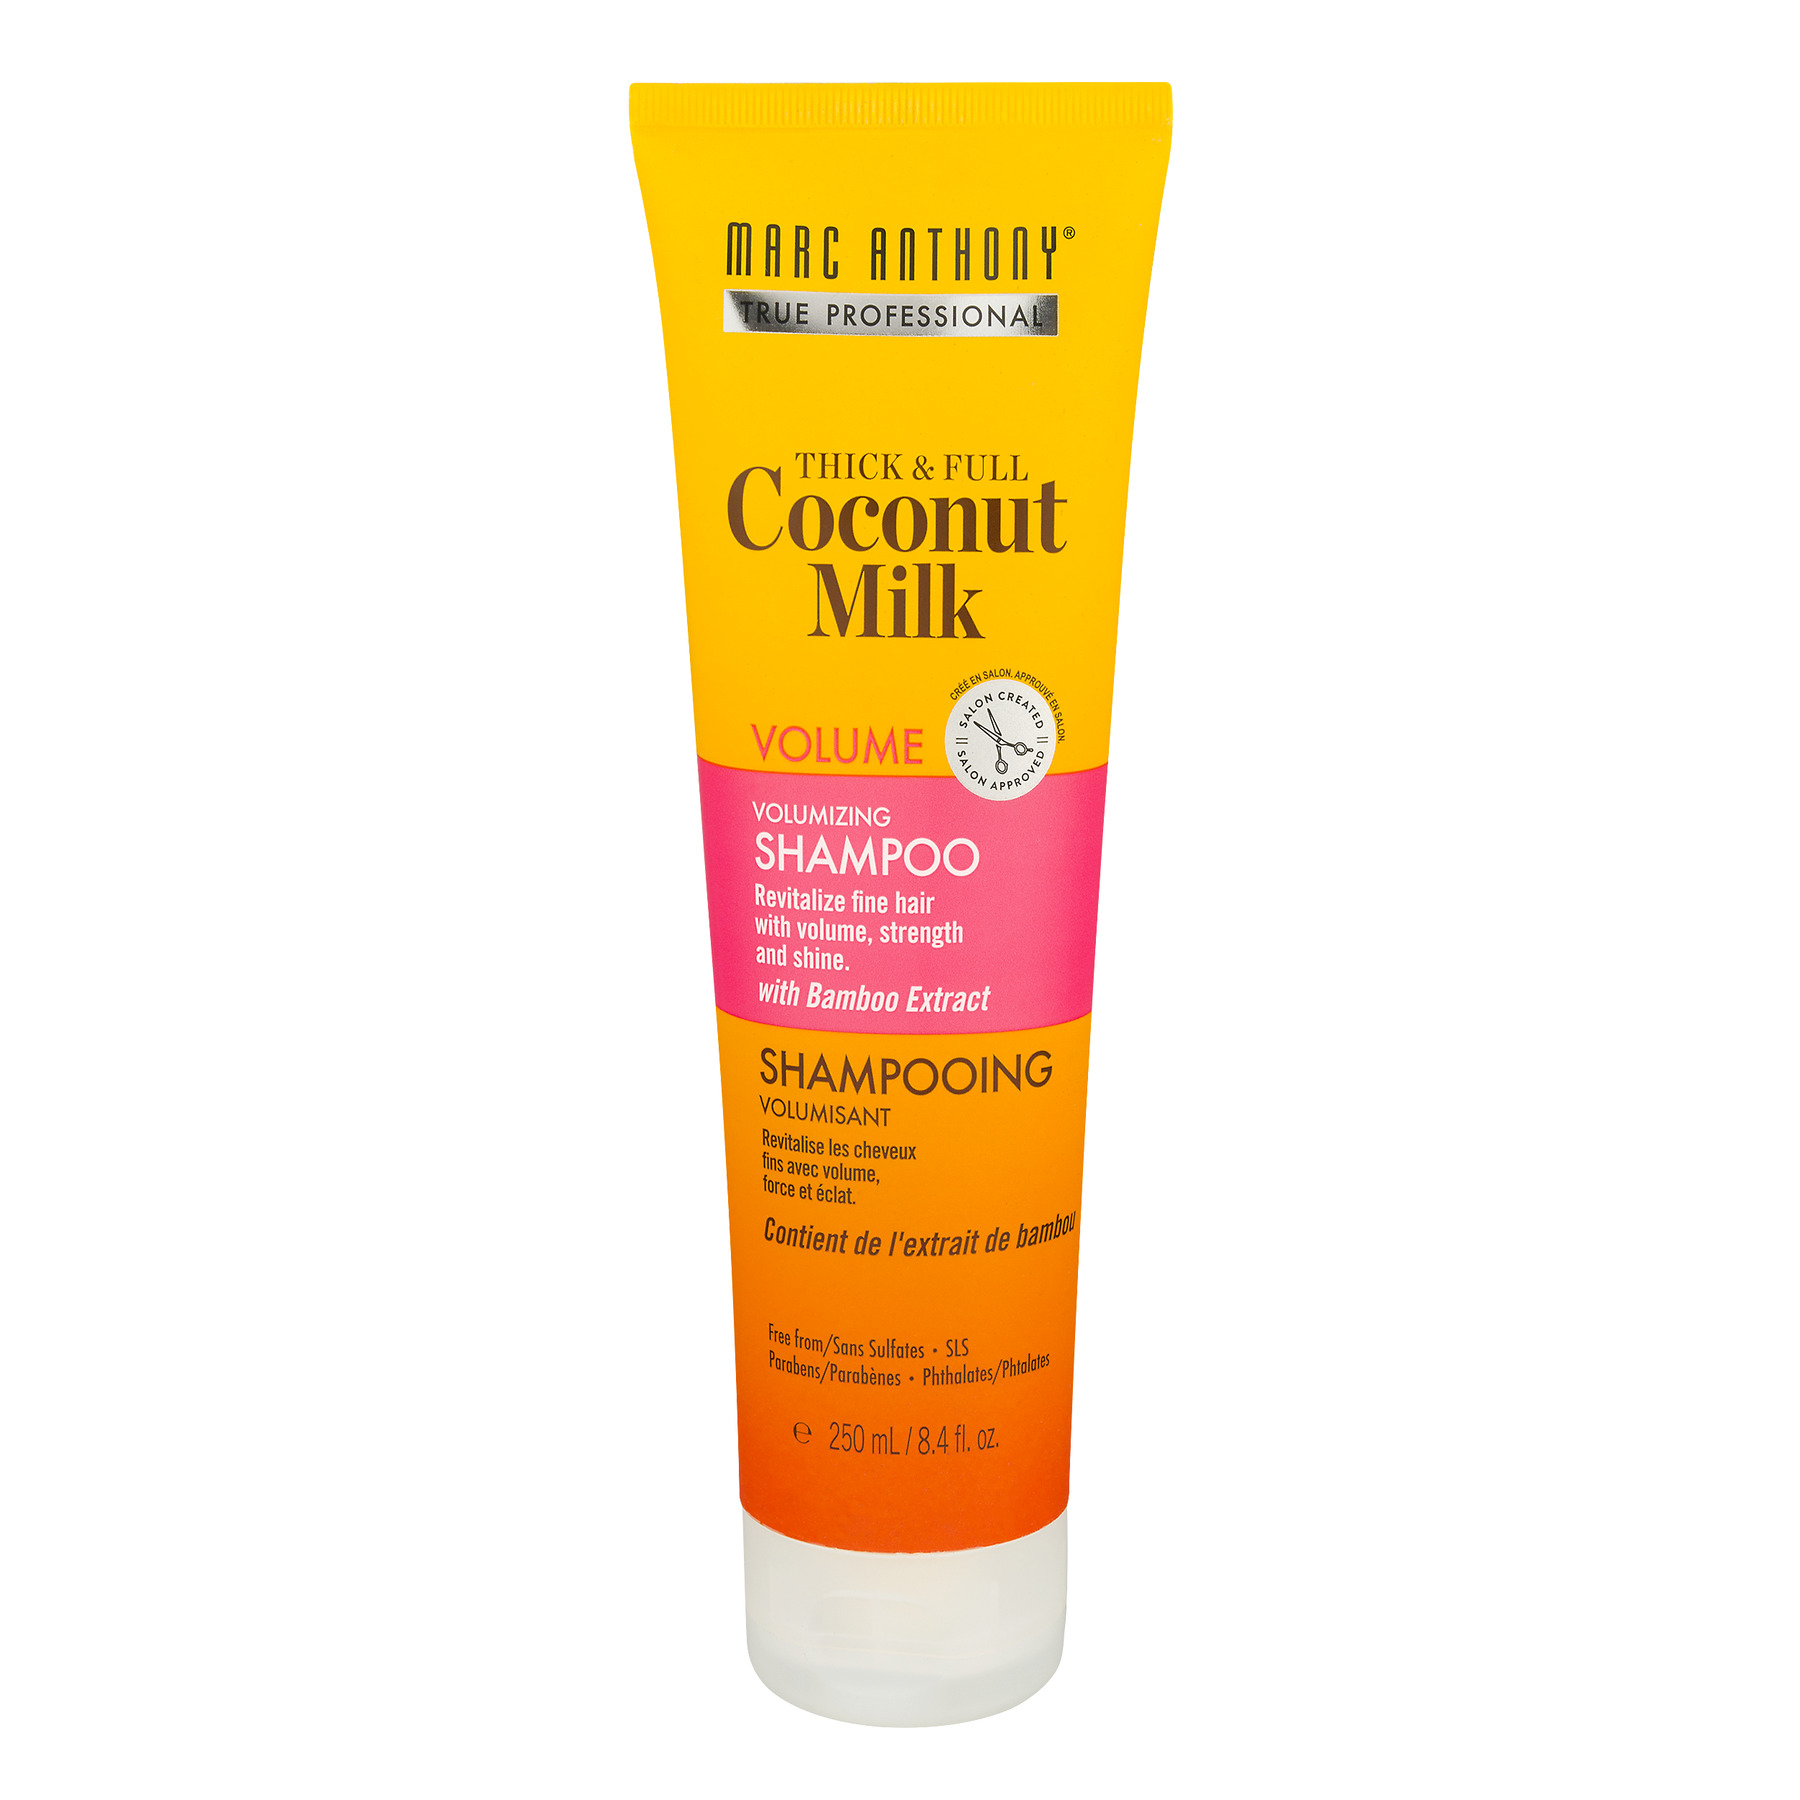 MARC ANTHONY®
TRUE PROFESSIONAL
THICK & FULL
Coconut
Milk
CRÉÉ EN SALON. APPROUVÉ EN SALON.
SALON CREATED
SALON APPROVED
VOLUME
VOLUMIZING
SHAMPOO
Revitalize fine hair
with volume, strength
and shine.
with Bamboo Extract
SHAMPOOING
VOLUMISANT
Revitalise les cheveux
fins avec volume,
force et éclat.
Contient de l'extrait de bambou
Free from/Sans Sulfates • SLS
Parabens/Parabènes • Phthalates/Phtalates
℮ 250 mL / 8.4 fl. oz.